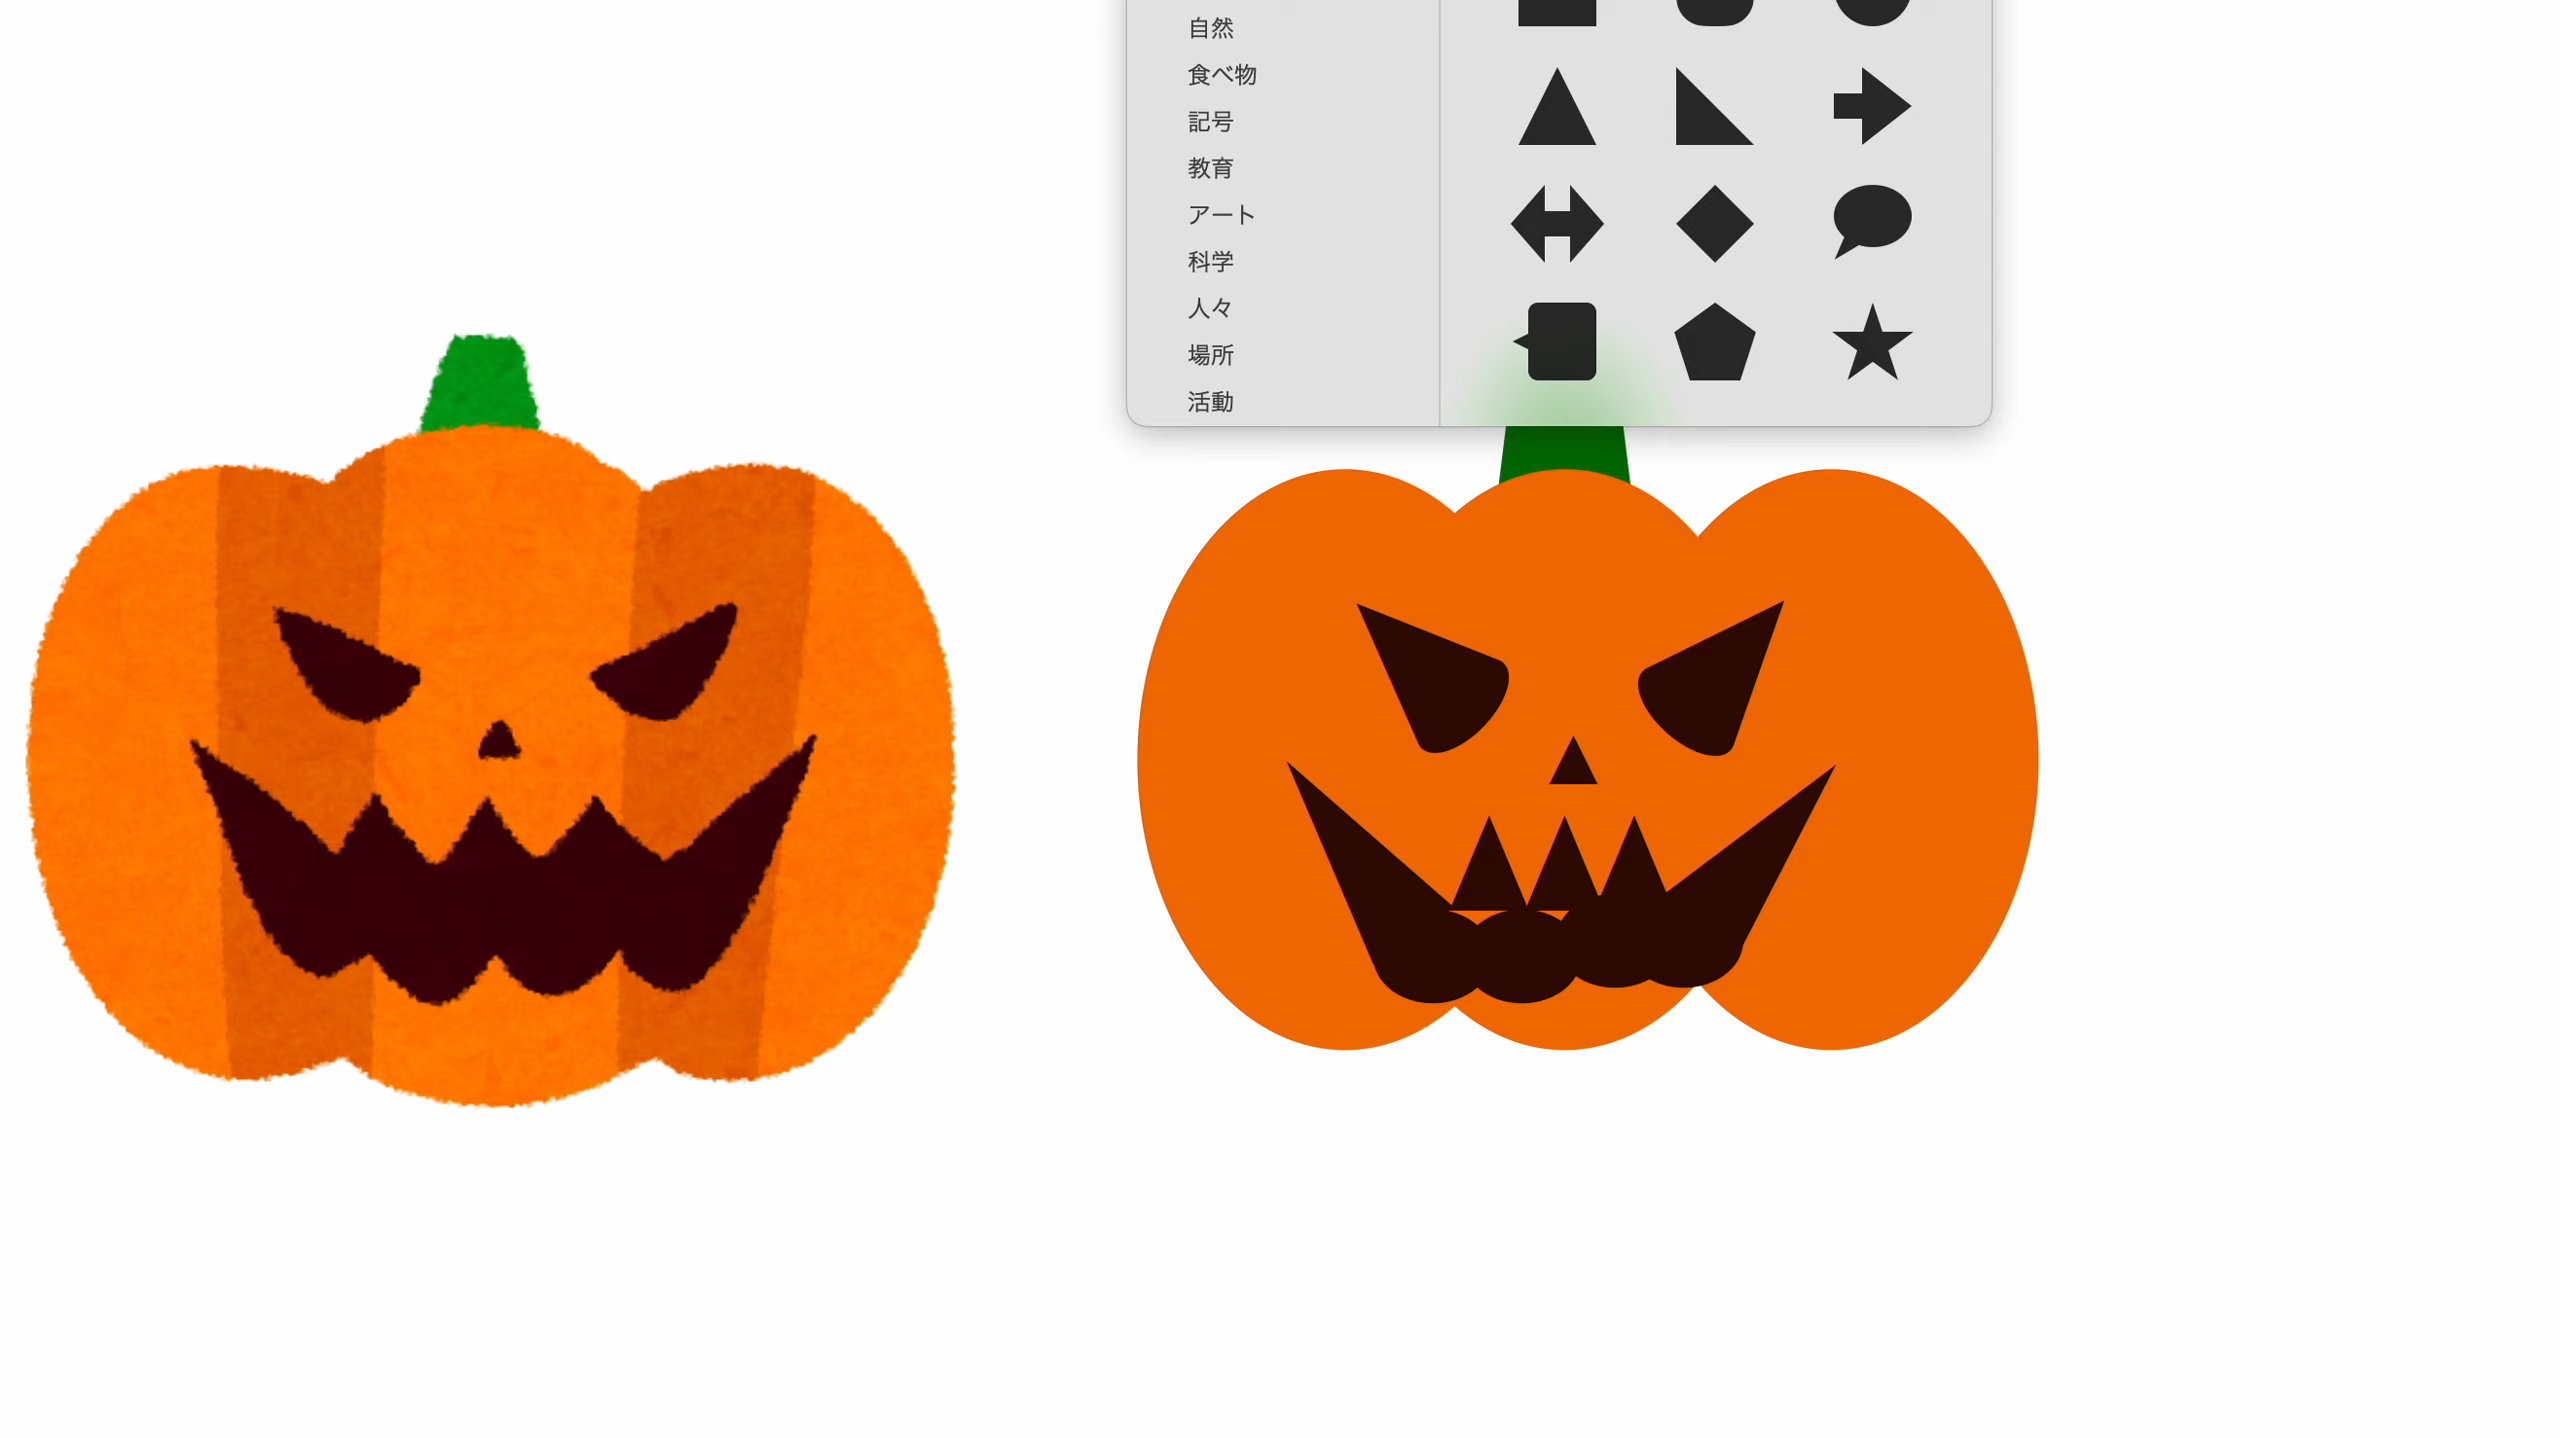 自然
食べ物
記号
教育
アート
科学
人々
場所
活動